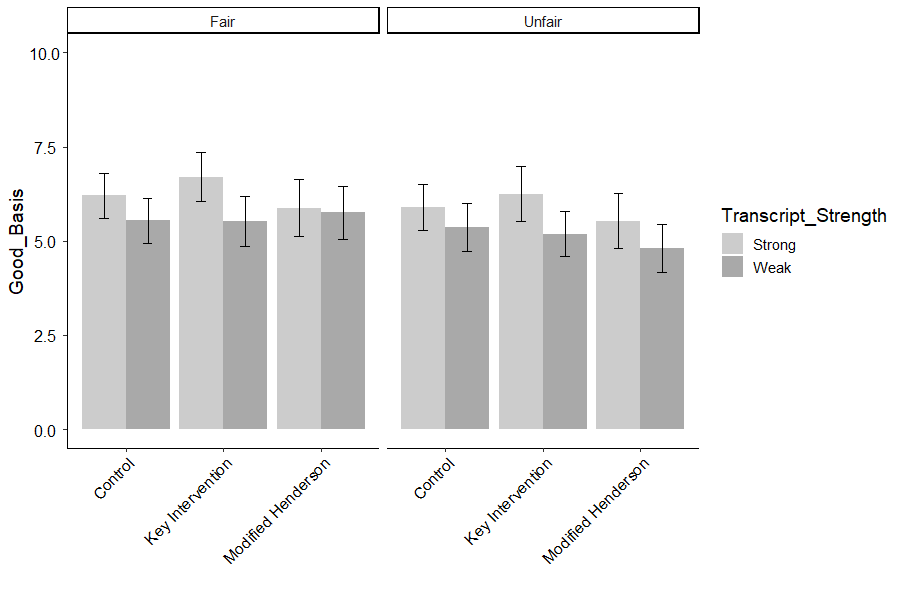 Fair
Unfair
10.0
7.5
5.0
2.5
0.0
Good_Basis
Control
Key Intervention
Modified Henderson
Control
Key Intervention
Modified Henderson
Transcript_Strength
Strong
Weak